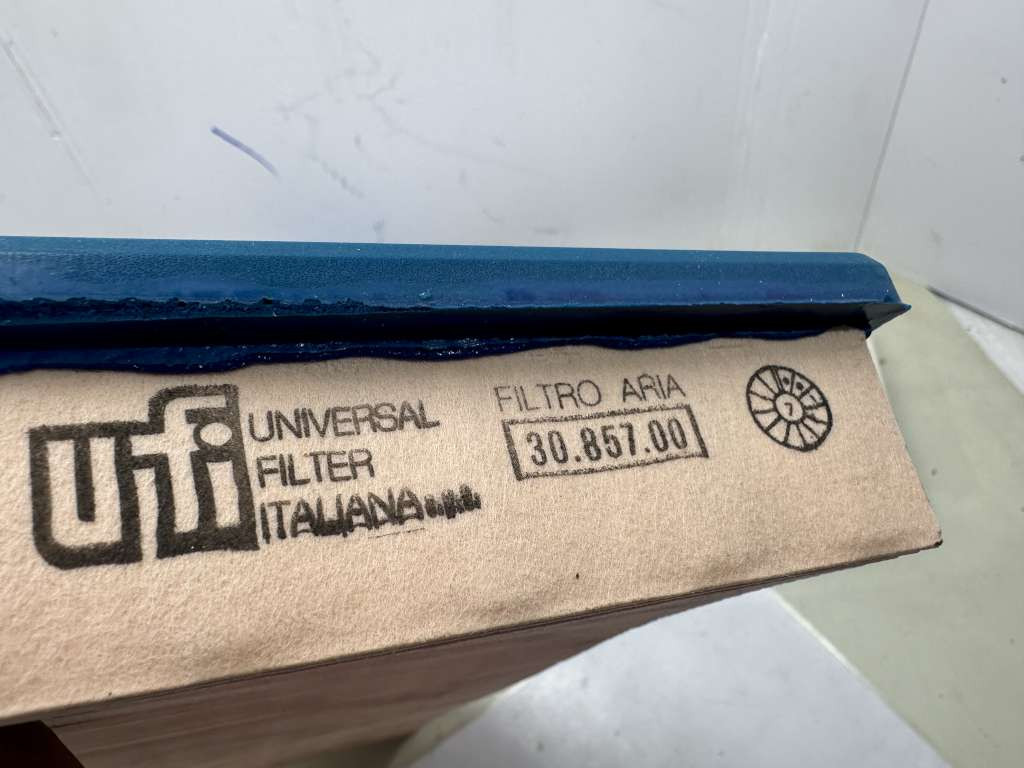 ufi
UNIVERSAL
FILTER
ITALIANA
FILTRO ARIA
30.857.00
7